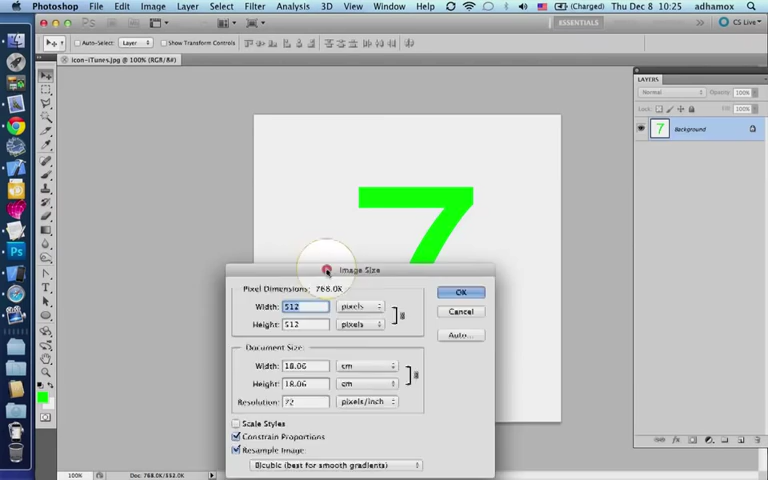 Photoshop File Edit Image Layer Select Filter Analysis 3D View Window Help (Charged) Thu Dec 8 10:25 adhamox
Ps 100% ESSENTIALS >> CS Live
Auto-Select: Layer Show Transform Controls
icon-iTunes.jpg @ 100% (RGB/8#)
LAYERS
Normal Opacity: 100%
Lock: Fill: 100%
7 Background
7
Image Size
Pixel Dimensions: 768.0K
Width: 512 pixels
OK
Height: 512 pixels
Cancel
Auto...
Document Size:
Width: 18.06 cm
Height: 18.06 cm
Resolution: 72 pixels/inch
Scale Styles
Constrain Proportions
Resample Image:
Bicubic (best for smooth gradients)
100% Doc: 768.0K/352.0K